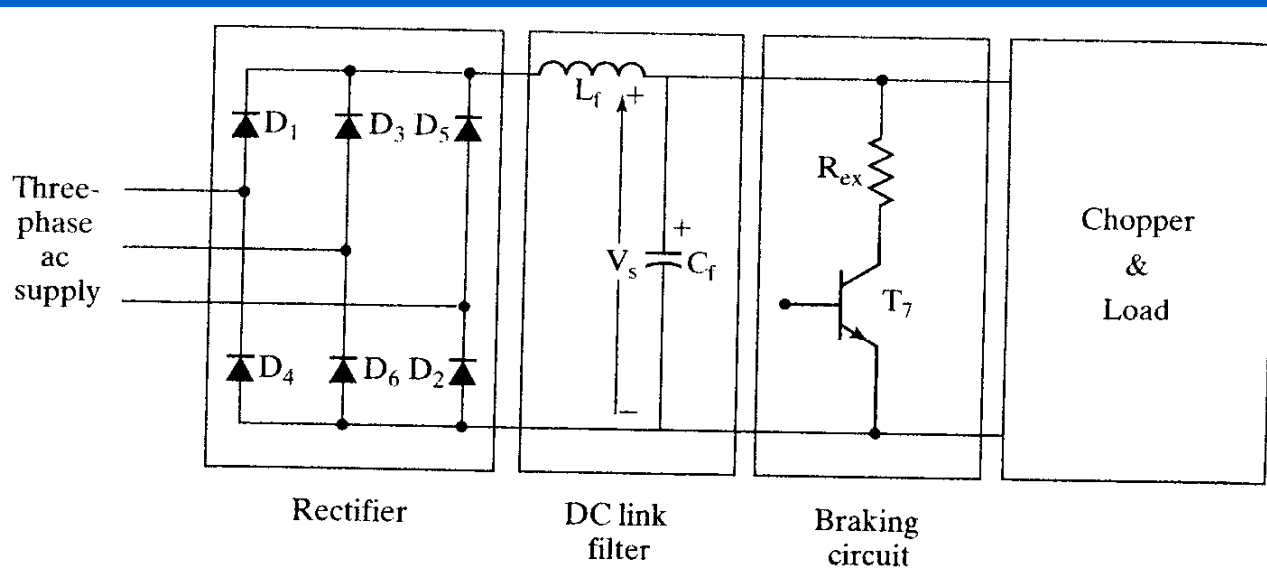 D1
D3 D5
Three-
phase
ac
supply
D4
D6 D2
Rectifier
Lf
+
Vs
+
Cf
–
DC link
filter
Rex
T7
Braking
circuit
Chopper
&
Load